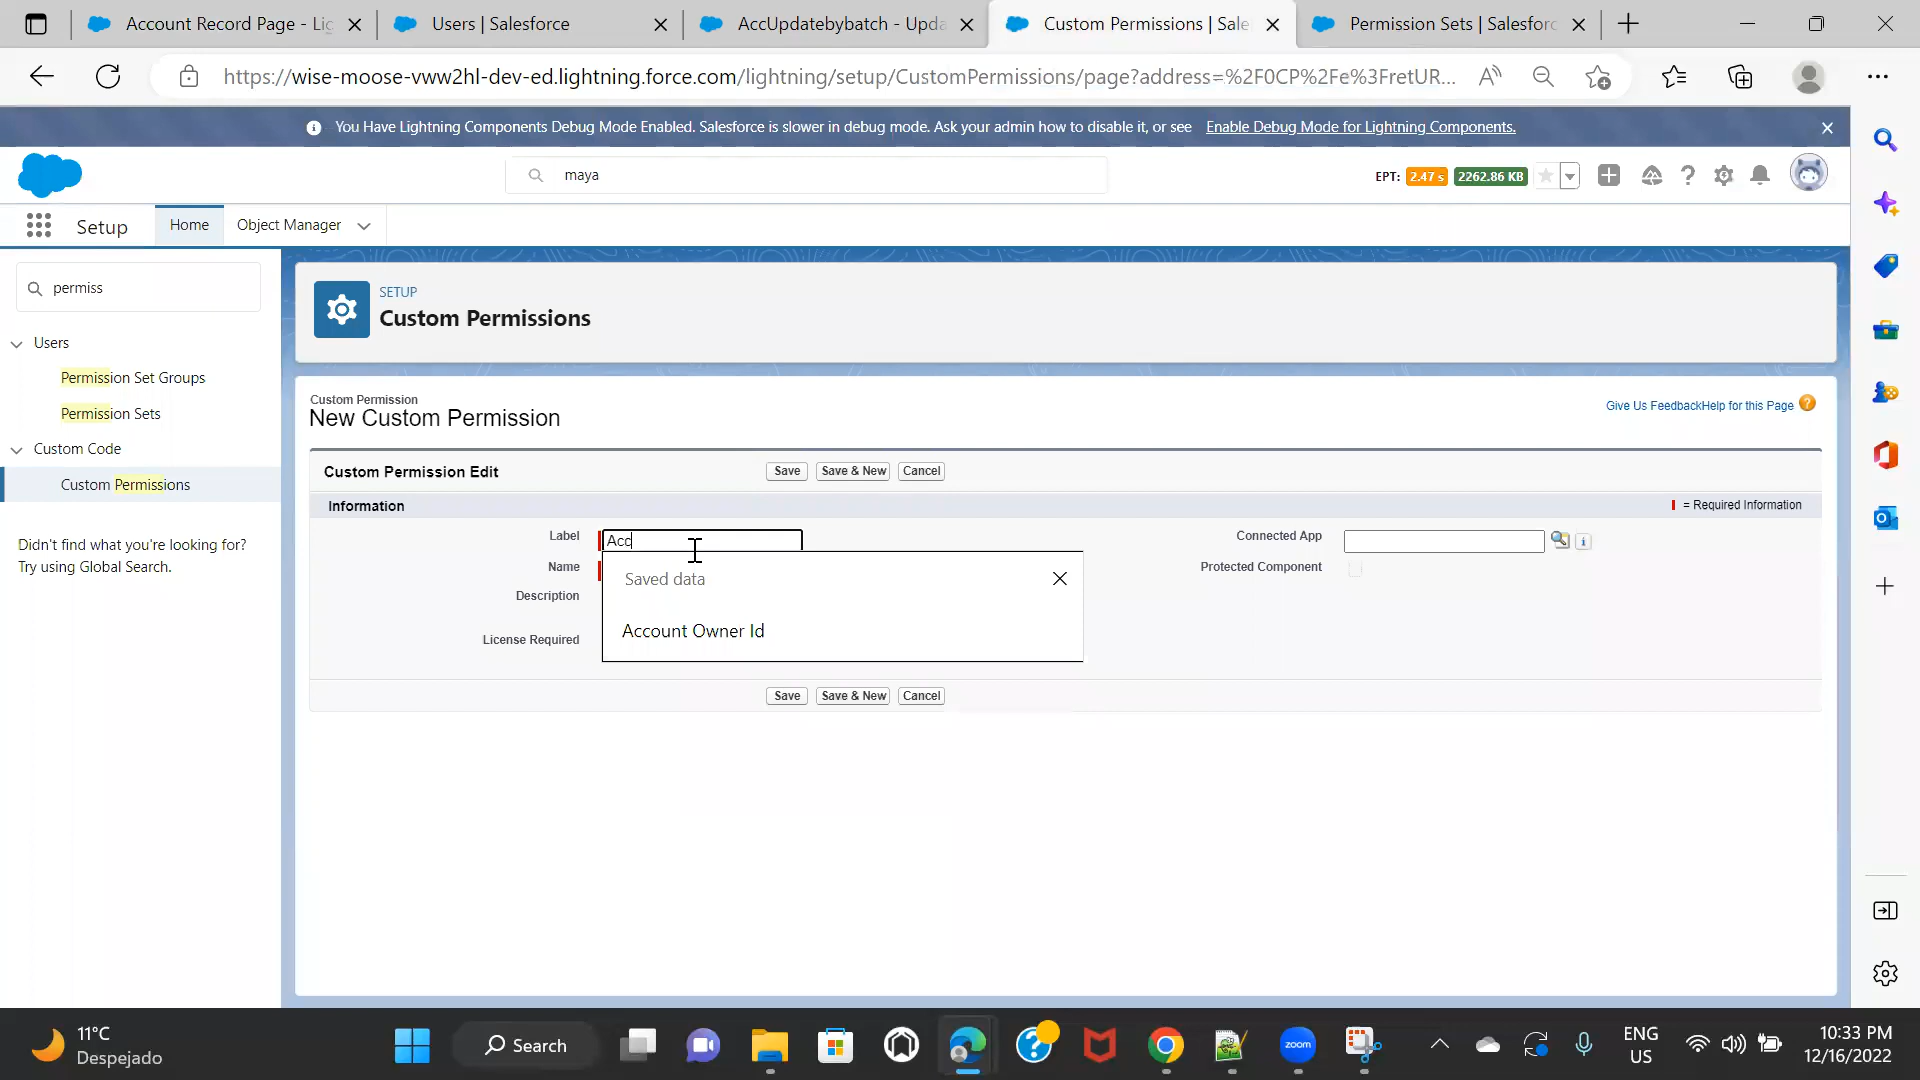 Account Record Page - Lig
Users | Salesforce
AccUpdatebybatch - Upda
Custom Permissions | Sale
Permission Sets | Salesforc
https://wise-moose-vww2hl-dev-ed.lightning.force.com/lightning/setup/CustomPermissions/page?address=%2F0CP%2Fe%3FretUR...
You Have Lightning Components Debug Mode Enabled. Salesforce is slower in debug mode. Ask your admin how to disable it, or see Enable Debug Mode for Lightning Components.
maya
EPT: 2.47 s 2262.86 KB
Setup
Home
Object Manager
permiss
Users
Permission Set Groups
Permission Sets
Custom Code
Custom Permissions
Didn't find what you're looking for?
Try using Global Search.
SETUP
Custom Permissions
Custom Permission
New Custom Permission
Give Us Feedback Help for this Page
Custom Permission Edit
Save
Save & New
Cancel
Information
= Required Information
Label
Acc
Connected App
Name
Protected Component
Saved data
Description
Account Owner Id
License Required
Save
Save & New
Cancel
11°C
Despejado
Search
zoom
ENG
US
10:33 PM
12/16/2022